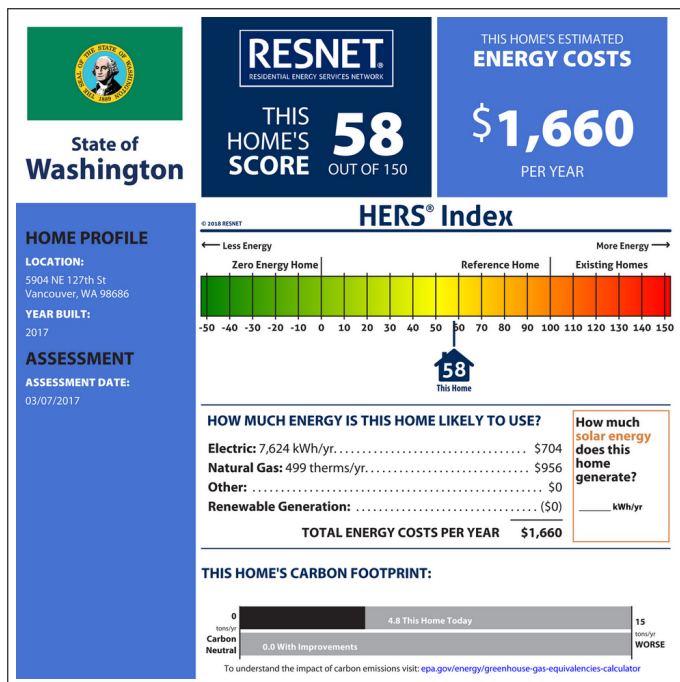 THE SEAL OF THE STATE OF WASHINGTON
1889
State of
Washington
RESNET®
RESIDENTIAL ENERGY SERVICES NETWORK
THIS
HOME'S
SCORE
58
OUT OF 150
THIS HOME'S ESTIMATED
ENERGY COSTS
$1,660
PER YEAR
HOME PROFILE
LOCATION:
5904 NE 127th St
Vancouver, WA 98686
YEAR BUILT:
2017
ASSESSMENT
ASSESSMENT DATE:
03/07/2017
© 2018 RESNET
HERS® Index
Less Energy
More Energy
Zero Energy Home
Reference Home
Existing Homes
-50 -40 -30 -20 -10 0 10 20 30 40 50 60 70 80 90 100 110 120 130 140 150
58
This Home
HOW MUCH ENERGY IS THIS HOME LIKELY TO USE?
Electric: 7,624 kWh/yr. . . . . . . . . . . . . . . . . . . . . . . . . . . . . . $704
Natural Gas: 499 therms/yr. . . . . . . . . . . . . . . . . . . . . . . . . $956
Other: . . . . . . . . . . . . . . . . . . . . . . . . . . . . . . . . . . . . . . . . . . . . . $0
Renewable Generation: . . . . . . . . . . . . . . . . . . . . . . . . . . . ($0)
TOTAL ENERGY COSTS PER YEAR $1,660
How much
solar energy
does this
home
generate?
______ kWh/yr
THIS HOME'S CARBON FOOTPRINT:
0
tons/yr
Carbon
Neutral
4.8 This Home Today
0.0 With Improvements
15
tons/yr
WORSE
To understand the impact of carbon emissions visit: epa.gov/energy/greenhouse-gas-equivalencies-calculator